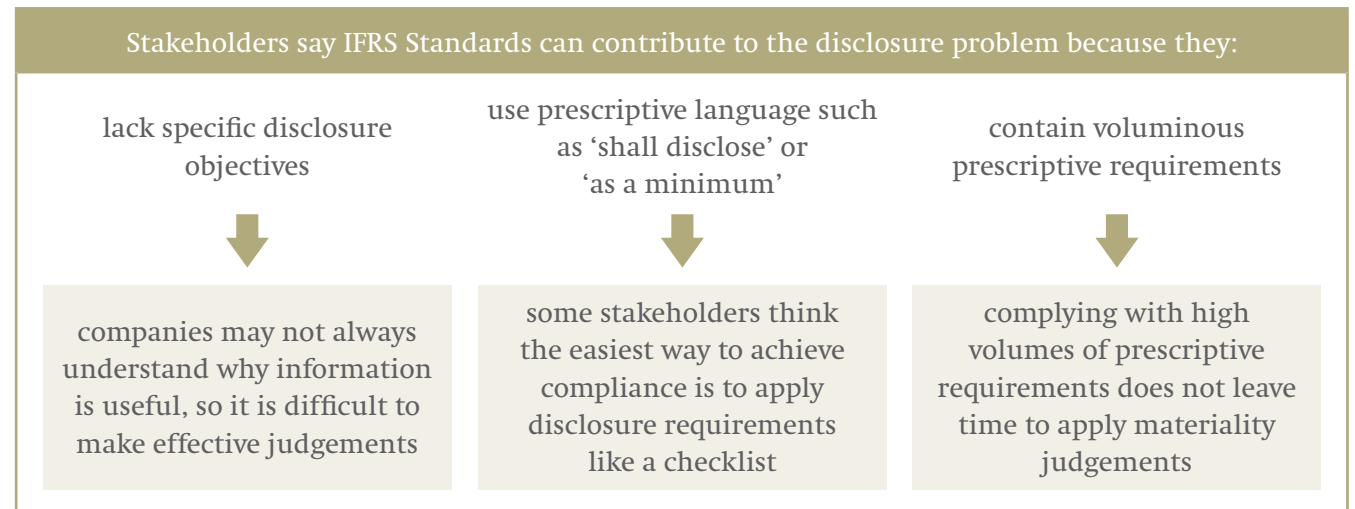 Stakeholders say IFRS Standards can contribute to the disclosure problem because they:
lack specific disclosure
objectives
companies may not always
understand why information
is useful, so it is difficult to
make effective judgements
use prescriptive language such
as ‘shall disclose’ or
‘as a minimum’
some stakeholders think
the easiest way to achieve
compliance is to apply
disclosure requirements
like a checklist
contain voluminous
prescriptive requirements
complying with high
volumes of prescriptive
requirements does not leave
time to apply materiality
judgements